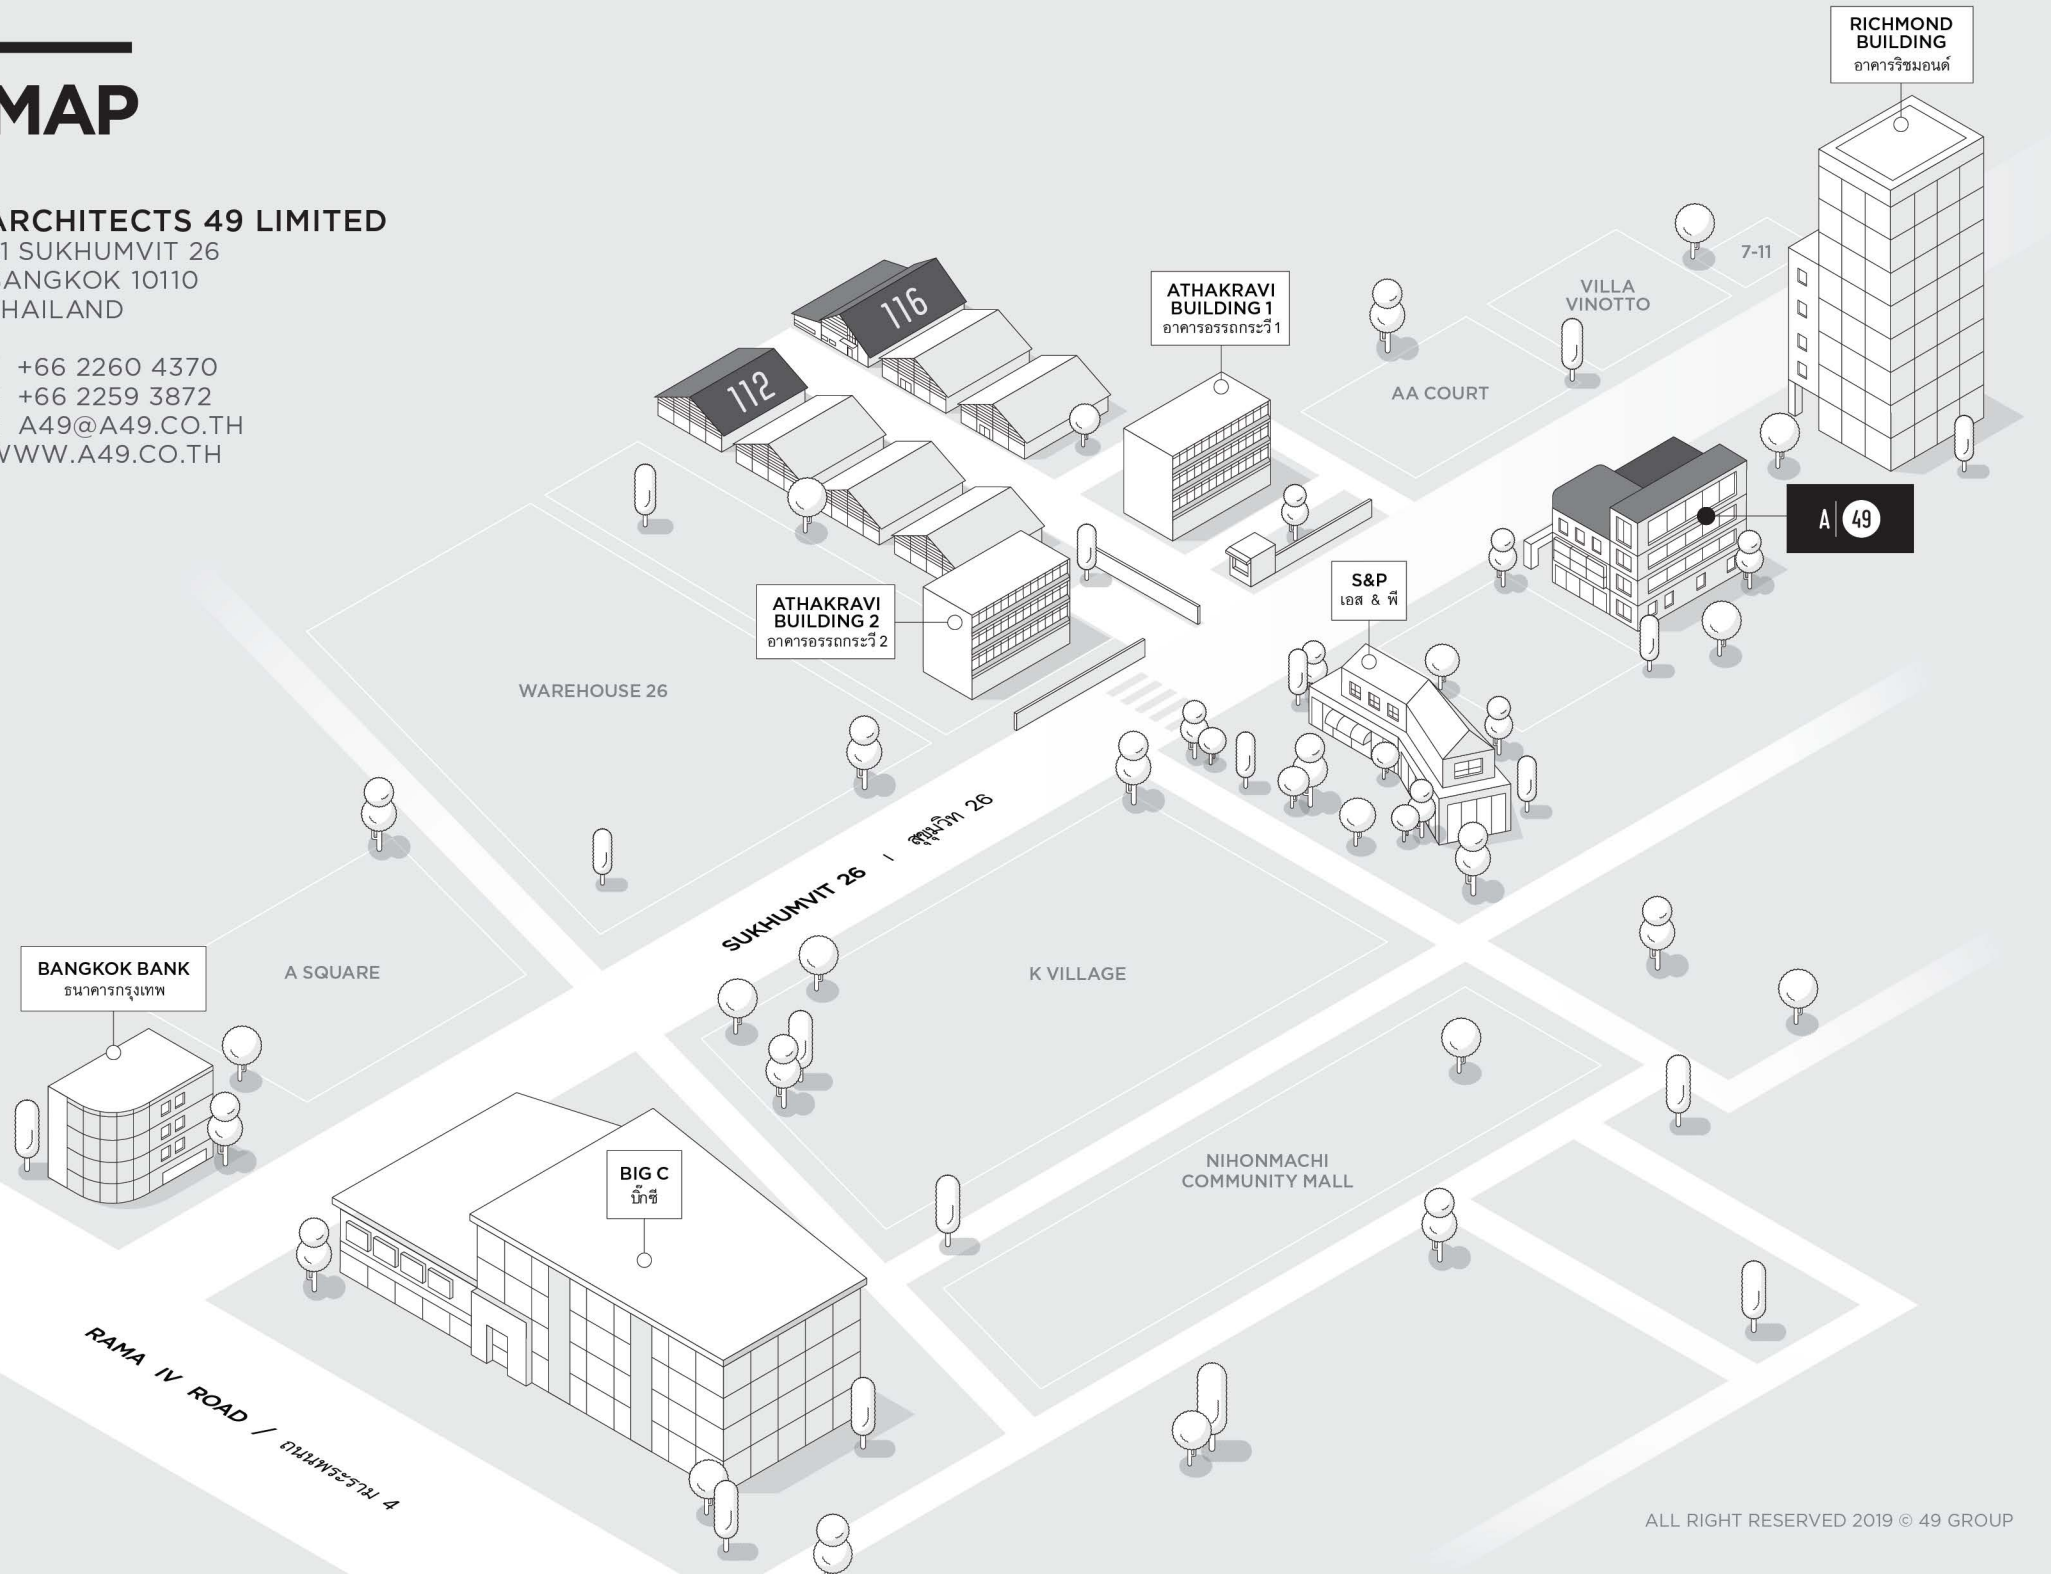 MAP
ARCHITECTS 49 LIMITED
1 SUKHUMVIT 26
BANGKOK 10110
THAILAND
+66 2260 4370
+66 2259 3872
A49@A49.CO.TH
WWW.A49.CO.TH
RICHMOND
BUILDING
อาคารริชมอนด์
7-11
VILLA
VINOTTO
116
ATHAKRAVI
BUILDING 1
อาคารอรรถกระวี 1
112
AA COURT
A|49
S&P
เอส & พี
ATHAKRAVI
BUILDING 2
อาคารอรรถกระวี 2
WAREHOUSE 26
SUKHUMVIT 26 | สุขุมวิท 26
BANGKOK BANK
ธนาคารกรุงเทพ
A SQUARE
K VILLAGE
BIG C
บิ๊กซี
NIHONMACHI
COMMUNITY MALL
RAMA IV ROAD / ถนนพระราม 4
ALL RIGHT RESERVED 2019 © 49 GROUP